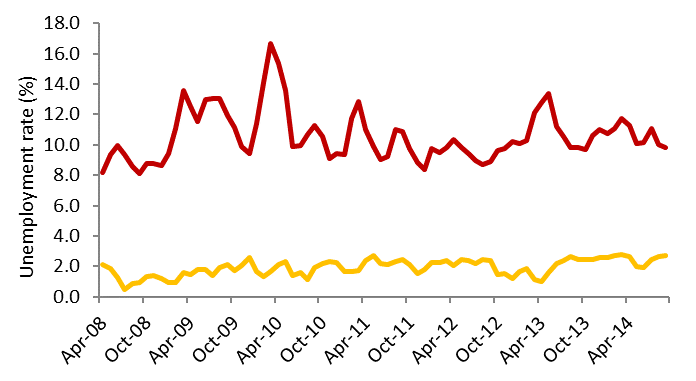 18.0
16.0
14.0
12.0
10.0
8.0
6.0
4.0
2.0
0.0
Unemployment rate (%)
Apr-08
Oct-08
Apr-09
Oct-09
Apr-10
Oct-10
Apr-11
Oct-11
Apr-12
Oct-12
Apr-13
Oct-13
Apr-14